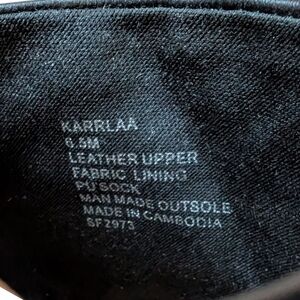 KARRLAA
6.5M
LEATHER UPPER
FABRIC LINING
PU SOCK
MAN MADE OUTSOLE
MADE IN CAMBODIA
SF2973